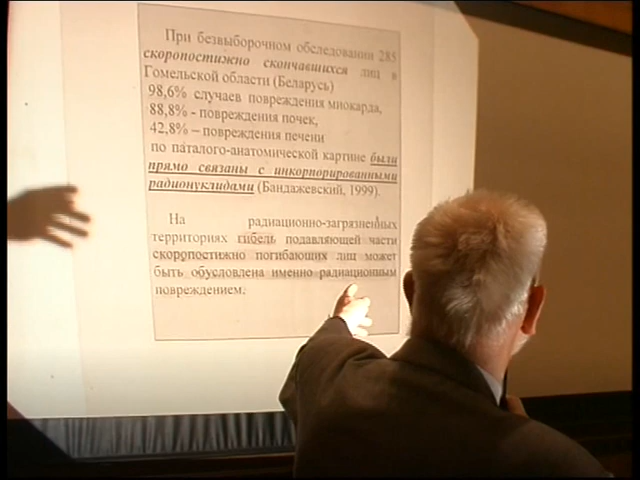 При безвыборочном обследовании 285
скоропостижно скончавшихся лиц в
Гомельской области (Беларусь)
98,6% случаев повреждения миокарда,
88,8% - повреждения почек,
42,8% – повреждения печени
по паталого-анатомической картине были
прямо связаны с инкорпорированными
радионуклидами (Бандажевский, 1999).
На радиационно-загрязненных
территориях гибель подавляющей части
скоропостижно погибающих лиц может
быть обусловлена именно радиационным
повреждением.